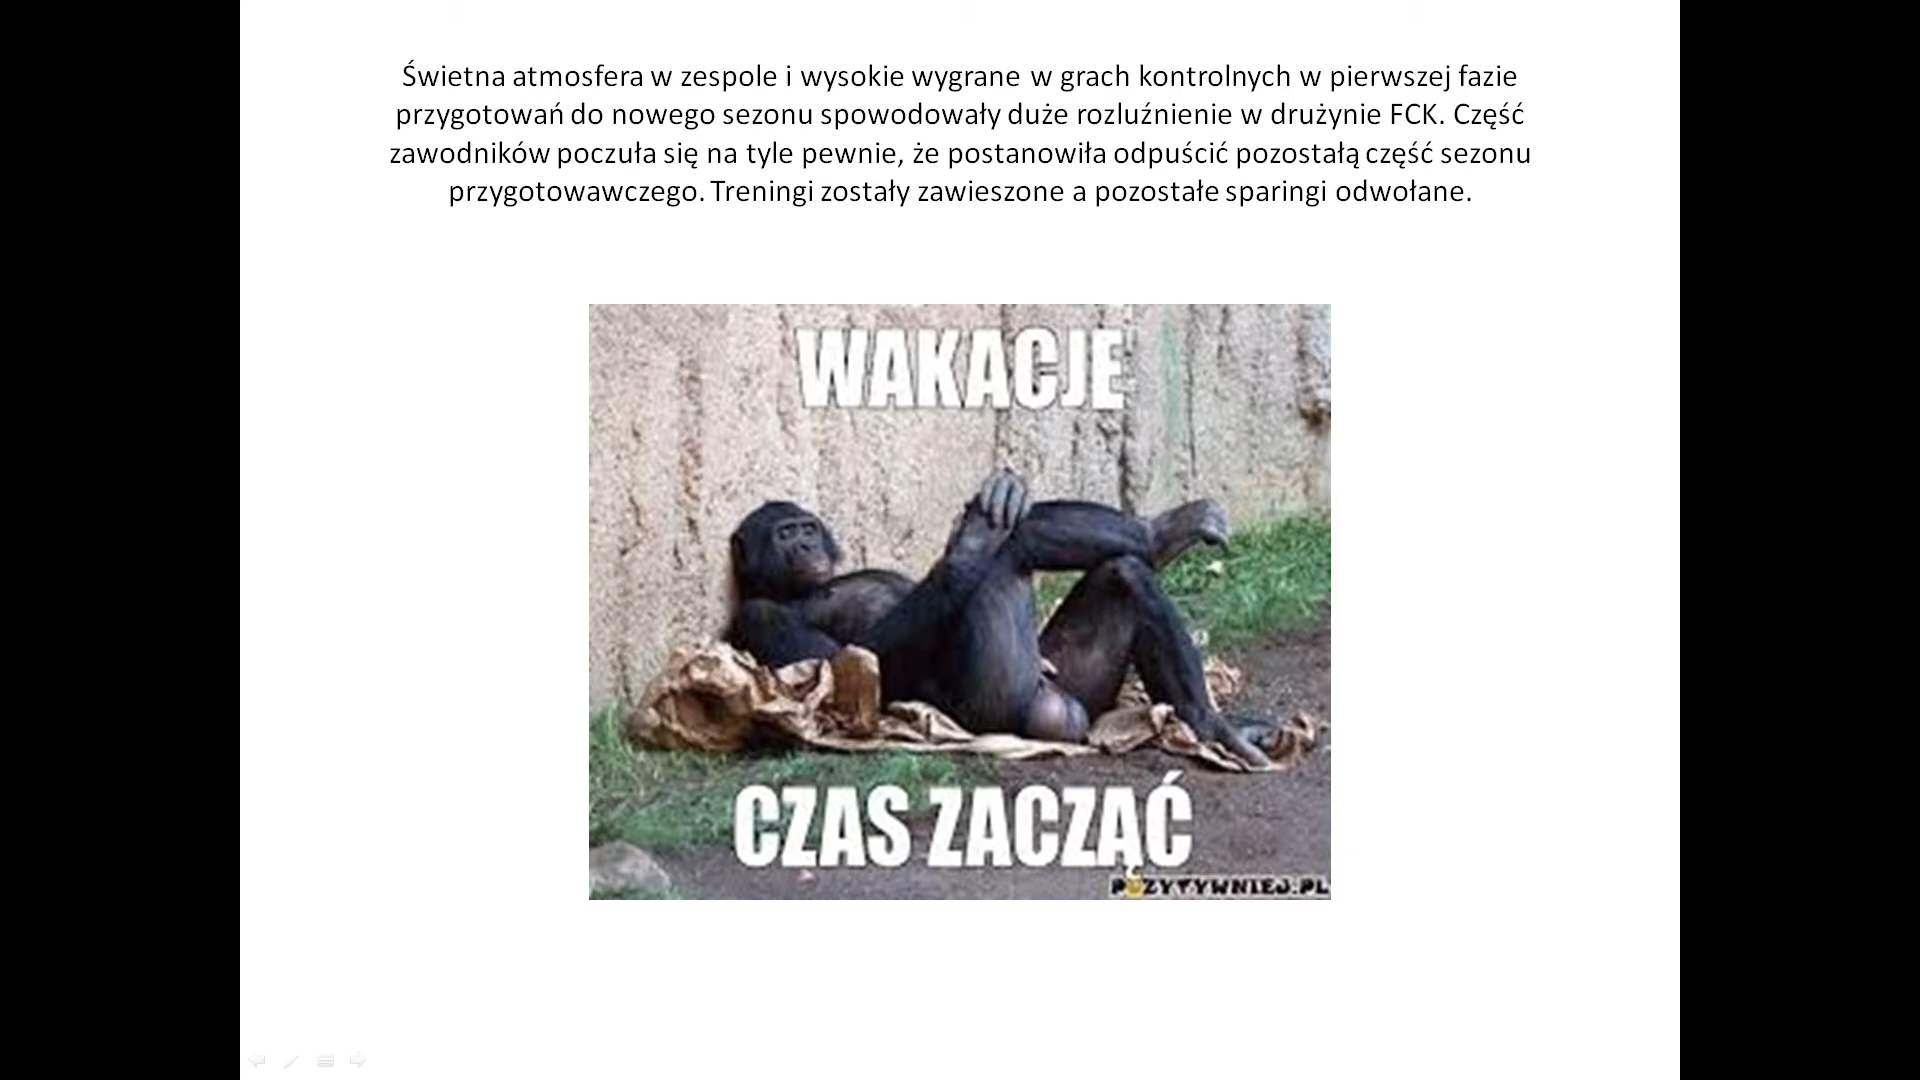 Świetna atmosfera w zespole i wysokie wygrane w grach kontrolnych w pierwszej fazie
przygotowań do nowego sezonu spowodowały duże rozluźnienie w drużynie FCK. Część
zawodników poczuła się na tyle pewnie, że postanowiła odpuścić pozostałą część sezonu
przygotowawczego. Treningi zostały zawieszone a pozostałe sparingi odwołane.
WAKACJE
CZAS ZACZĄĆ
POZYTYWNIEJ.PL